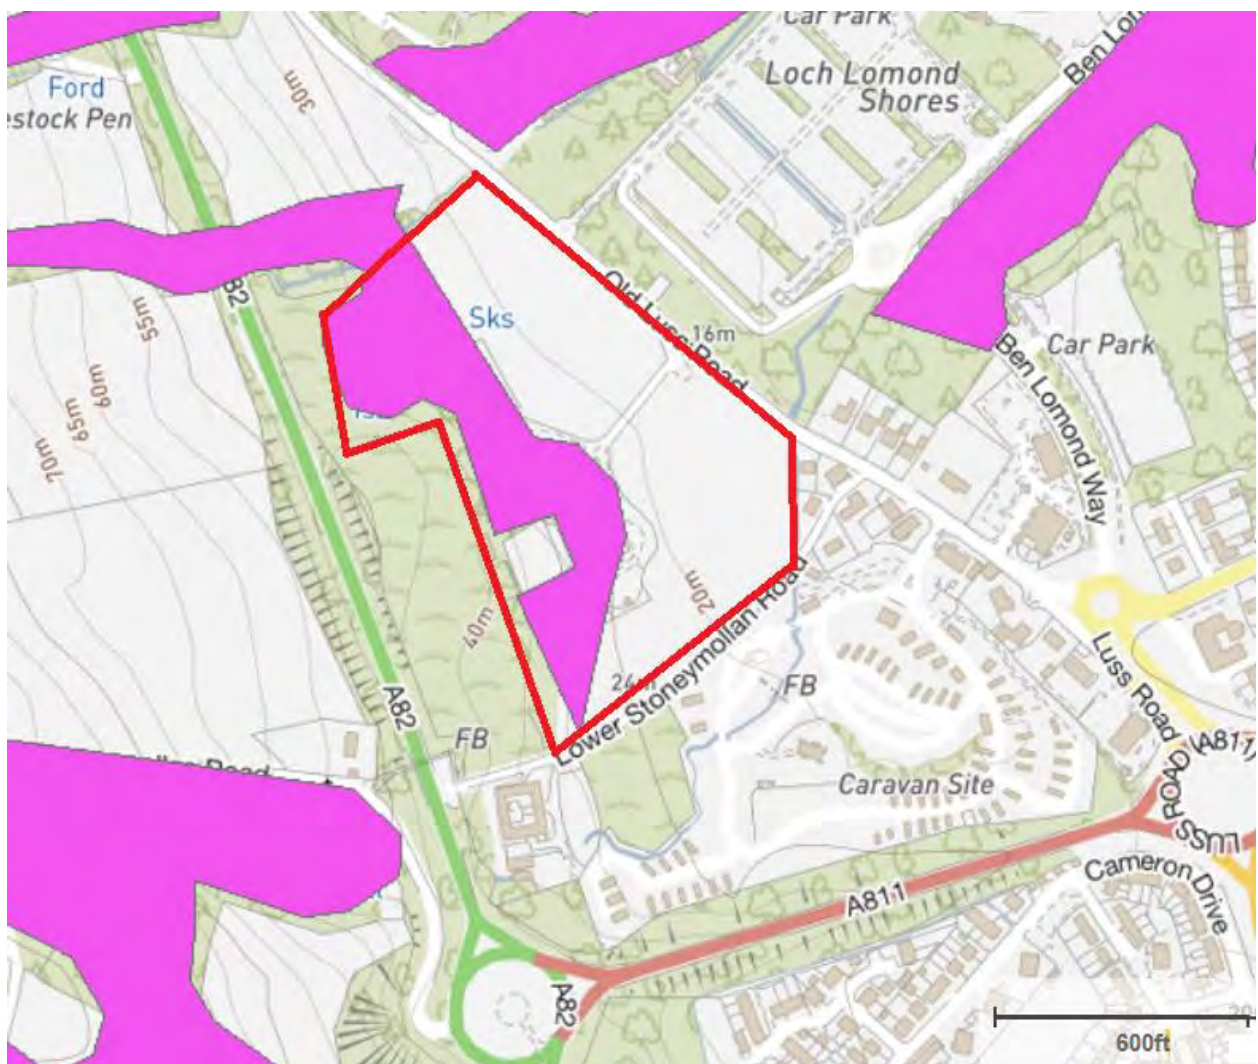 Car Park
Ben Lom
Loch Lomond
Shores
Ford
estock Pen
30m
A82
55m
60m
65m
70m
Sks
Old Luss Road
16m
Car Park
Ben Lomond Way
20m
40m
24m
Lower Stoneymollan Road
FB
FB
A82
Luss Road
(A811)
LUSS ROAD
Caravan Site
Road
A811
Cameron Drive
A82
600ft